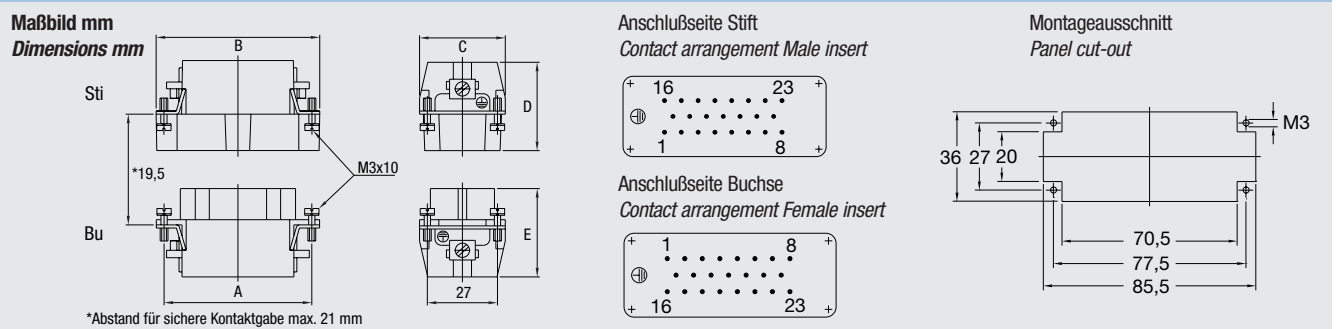 Maßbild mm
Dimensions mm
B
C
Sti
D
*19,5
M3x10
Bu
E
A
27
*Abstand für sichere Kontaktgabe max. 21 mm
Anschlußseite Stift
Contact arrangement Male insert
16 23
1 8
Anschlußseite Buchse
Contact arrangement Female insert
1 8
16 23
Montageausschnitt
Panel cut-out
M3
36 27 20
70,5
77,5
85,5